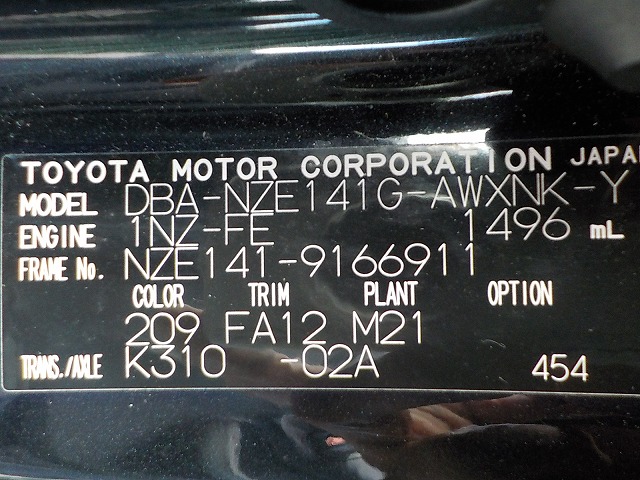 TOYOTA MOTOR CORPORATION JAPA
MODEL DBA-NZE141G-AWXNK-Y
ENGINE 1NZ-FE 1496 mL
FRAME No. NZE141-9166911
COLOR TRIM PLANT OPTION
209 FA12 M21
TRANS./AXLE K310 -02A 454